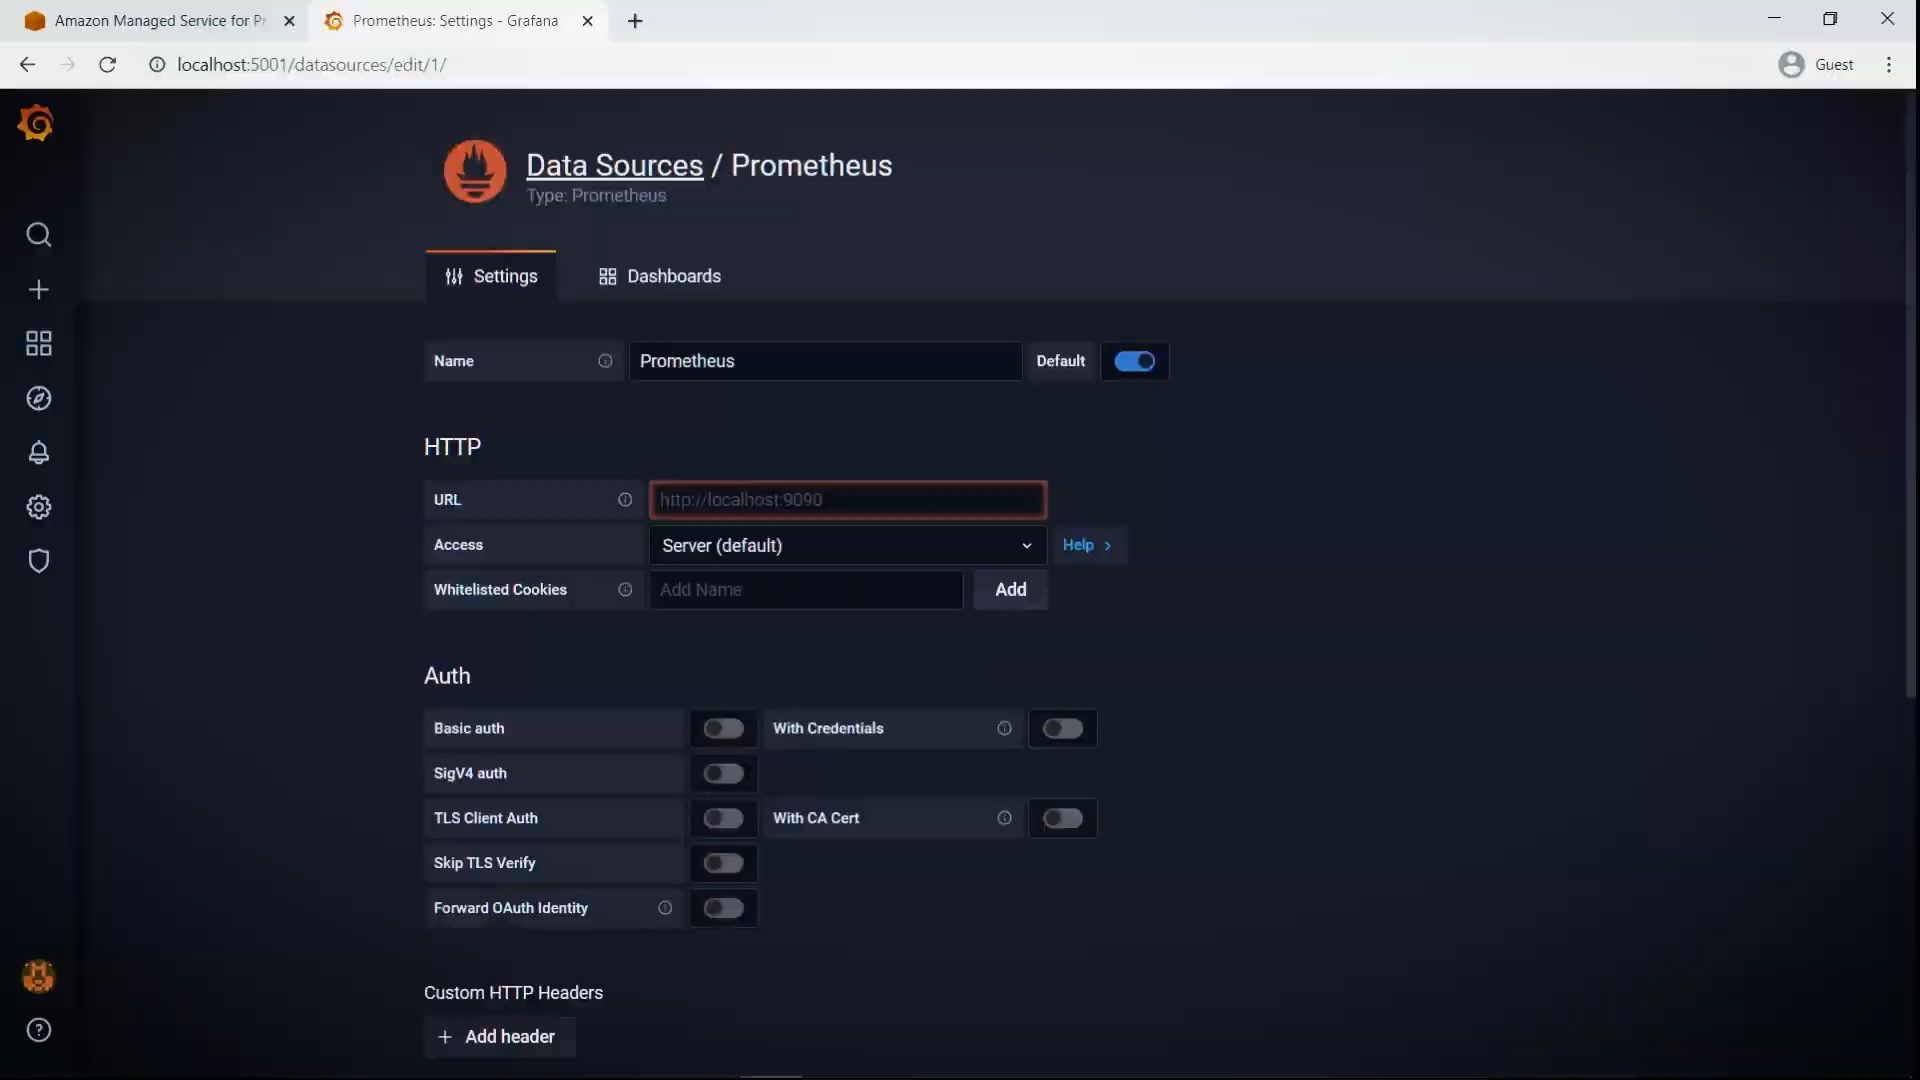 Amazon Managed Service for Pr
Prometheus: Settings - Grafana
localhost:5001/datasources/edit/1/
Guest
Data Sources / Prometheus
Type: Prometheus
Settings
Dashboards
Name
Prometheus
Default
HTTP
URL
http://localhost:9090
Access
Server (default)
Help
Whitelisted Cookies
Add Name
Add
Auth
Basic auth
With Credentials
SigV4 auth
TLS Client Auth
With CA Cert
Skip TLS Verify
Forward OAuth Identity
Custom HTTP Headers
Add header